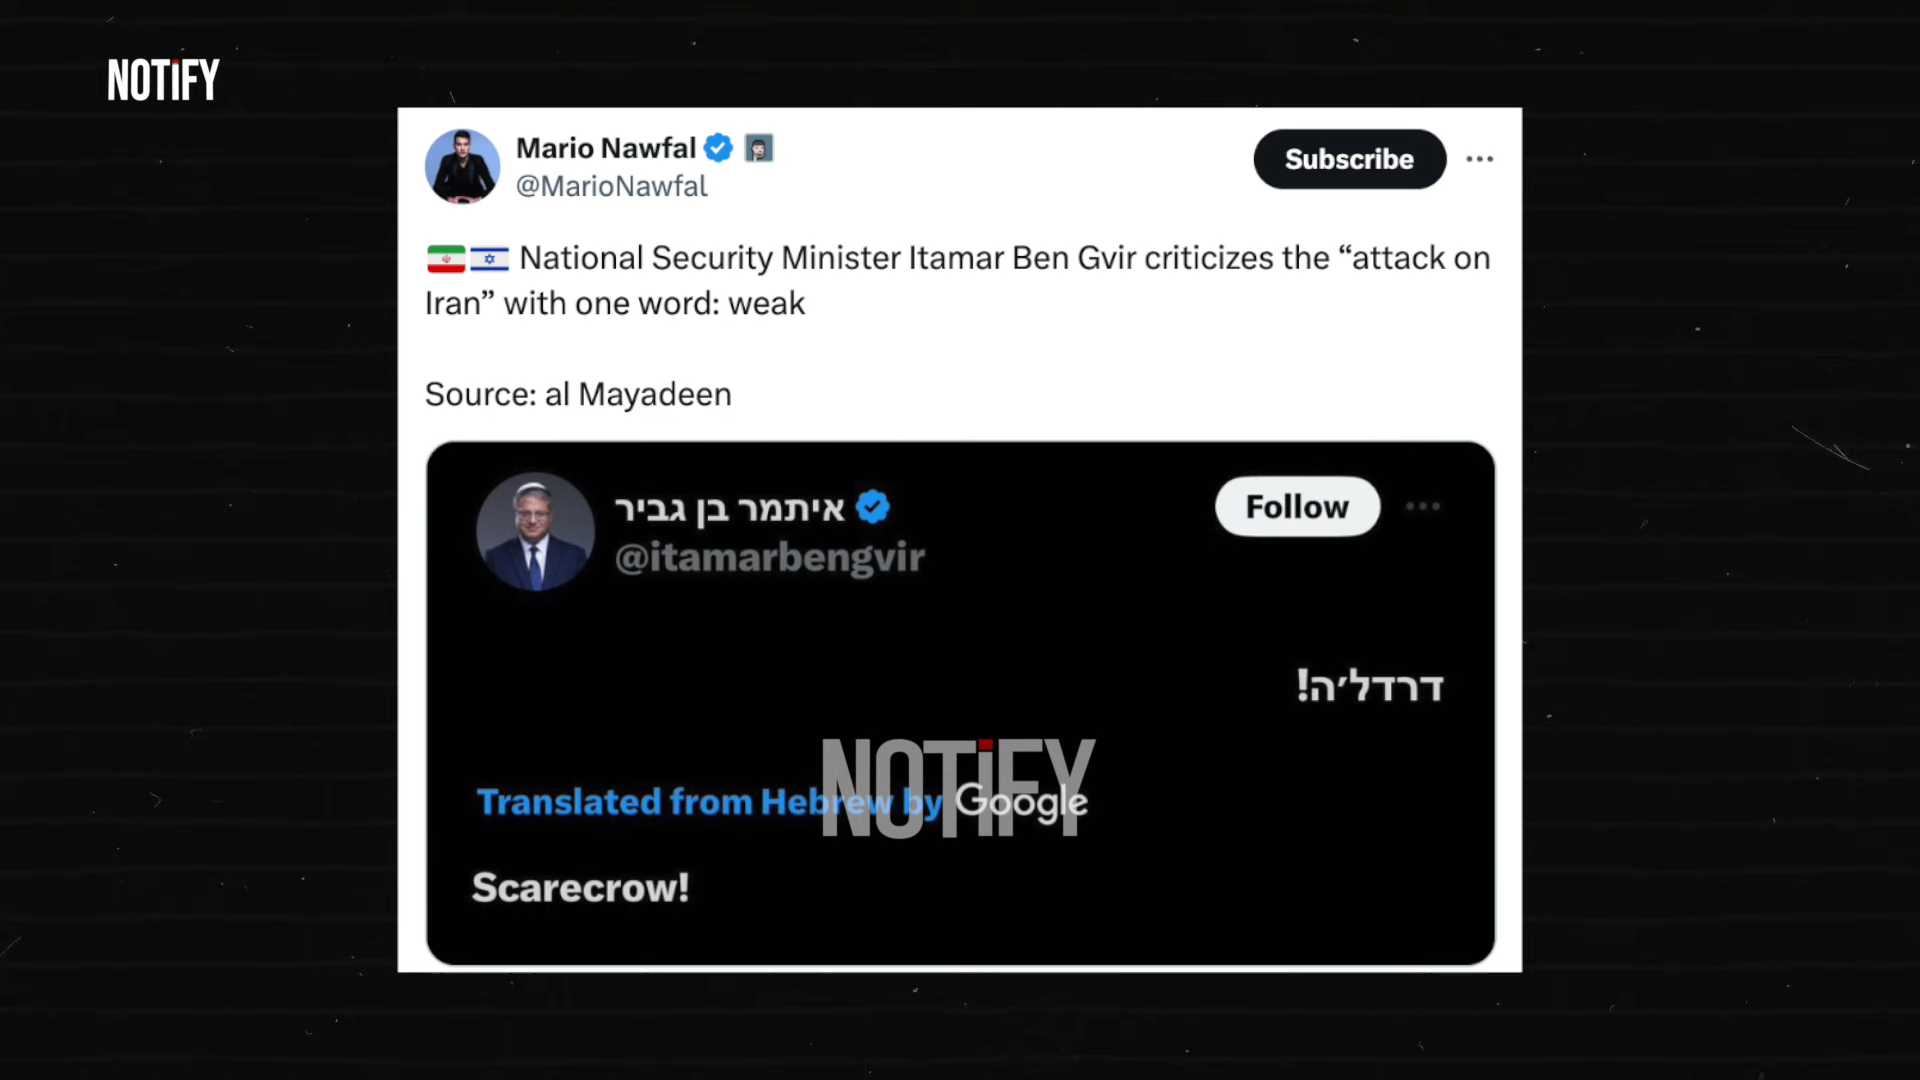 NOTiFY
Mario Nawfal
@MarioNawfal
Subscribe
🇮🇷🇮🇱 National Security Minister Itamar Ben Gvir criticizes the “attack on
Iran” with one word: weak
Source: al Mayadeen
איתמר בן גביר
@itamarbengvir
Follow
דרדל׳ה!
NOTiFY
Translated from Hebrew by Google
Scarecrow!